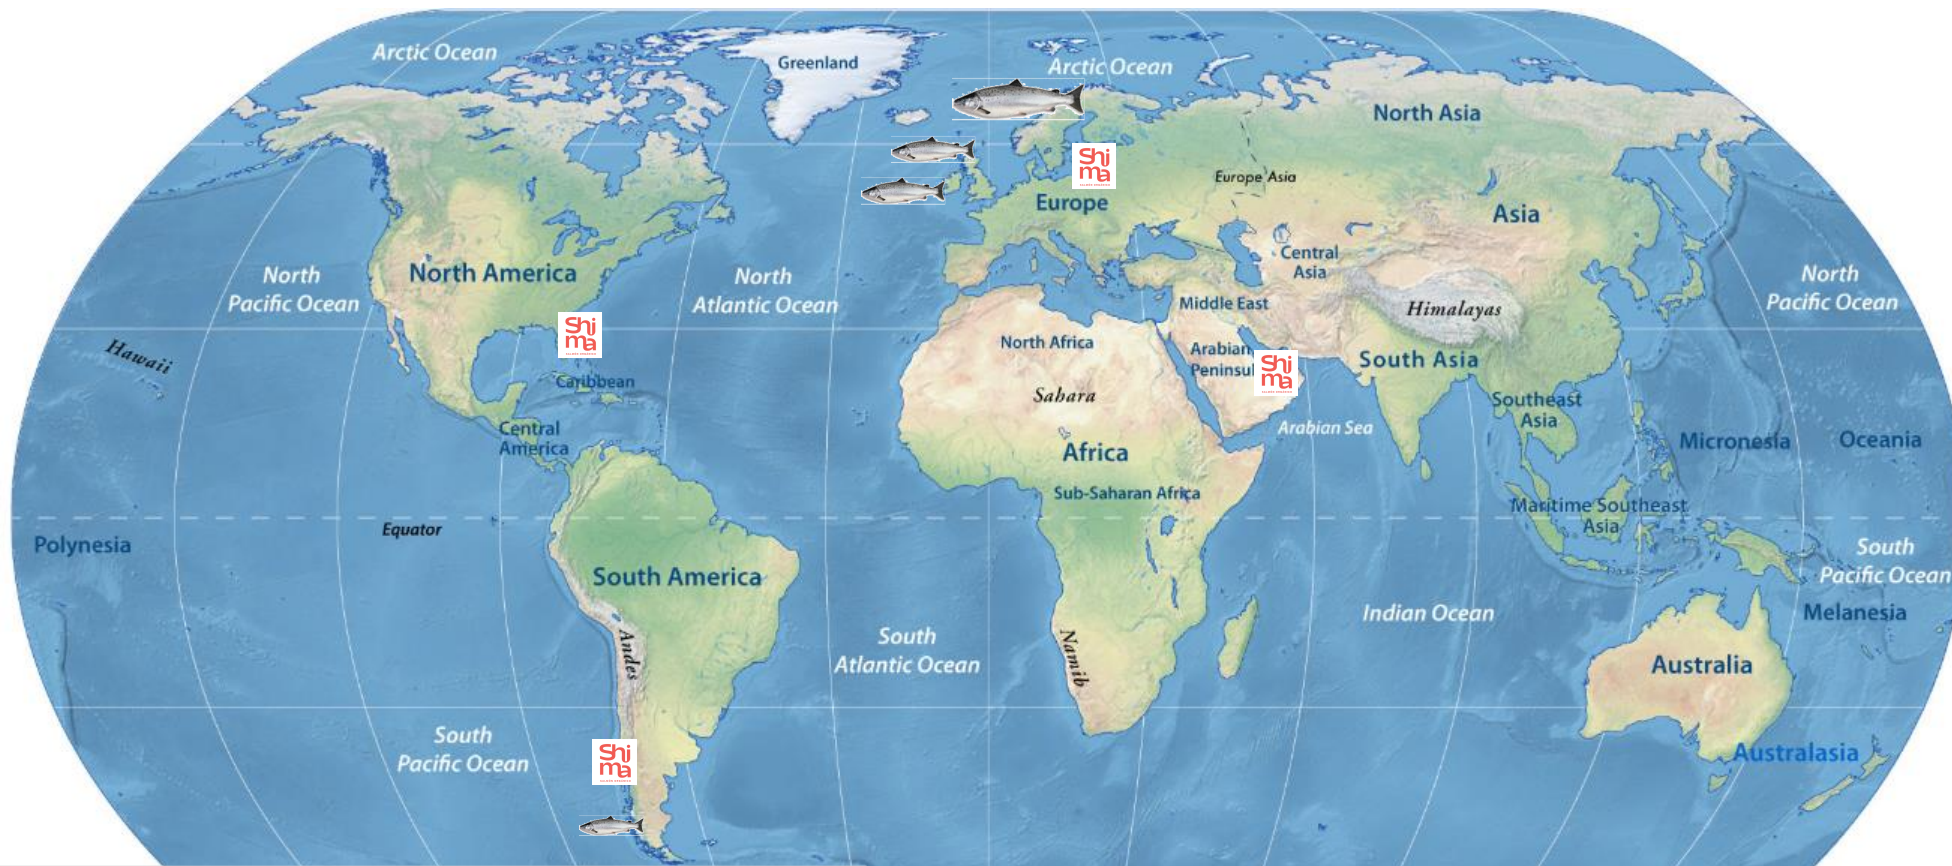 Arctic Ocean
Greenland
Arctic Ocean
North Asia
Shi
ma
Europe Asia
Europe
Asia
North
Pacific Ocean
North America
North
Atlantic Ocean
Central
Asia
Middle East
Himalayas
North
Pacific Ocean
Hawaii
Shi
ma
North Africa
Arabian
Peninsul
Shi
ma
South Asia
Caribbean
Sahara
Southeast
Asia
Central
America
Arabian Sea
Africa
Micronesia
Oceania
Sub-Saharan Africa
Maritime Southeast
Asia
Equator
Polynesia
South
Pacific Ocean
South America
Indian Ocean
Melanesia
Andes
South
Atlantic Ocean
Namib
Australia
South
Pacific Ocean
Shi
ma
Australasia